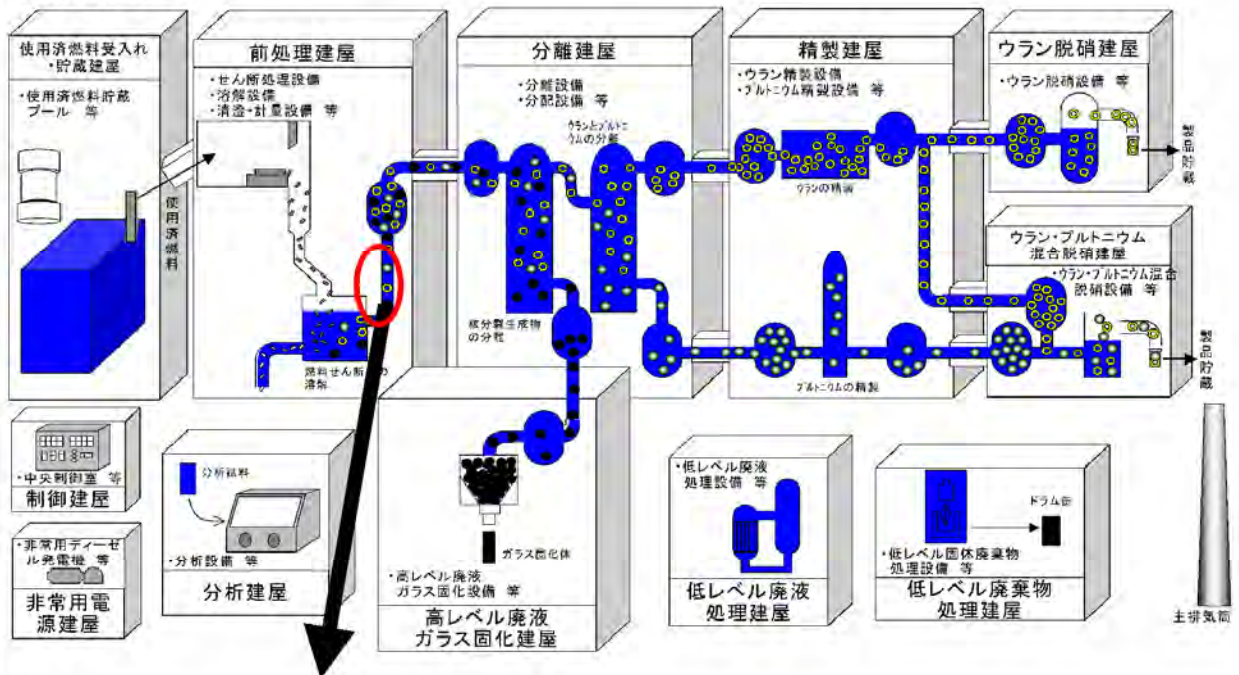 使用済燃料受入れ
・貯蔵建屋
・使用済燃料貯蔵
プール 等
使用済燃料
前処理建屋
・せん断処理設備
・溶解設備
・清澄・計量設備 等
燃料せん断
溶解
分離建屋
・分離設備
・分配設備 等
ウランとプルトニ
ウムの分離
核分裂生成物
の分離
精製建屋
・ウラン精製設備
・プルトニウム精製設備 等
ウランの精製
プルトニウムの精製
ウラン脱硝建屋
・ウラン脱硝設備 等
製品貯蔵
ウラン・プルトニウム
混合脱硝建屋
・ウラン・プルトニウム混合
脱硝設備 等
製品貯蔵
・中央制御室 等
制御建屋
・非常用ディーゼ
ル発電機 等
非常用電
源建屋
分析試料
・分析設備 等
分析建屋
ガラス固化体
・高レベル廃液
ガラス固化設備 等
高レベル廃液
ガラス固化建屋
・低レベル廃液
処理設備 等
低レベル廃液
処理建屋
ドラム缶
・低レベル固体廃棄物
処理設備 等
低レベル廃棄物
処理建屋
主排気筒